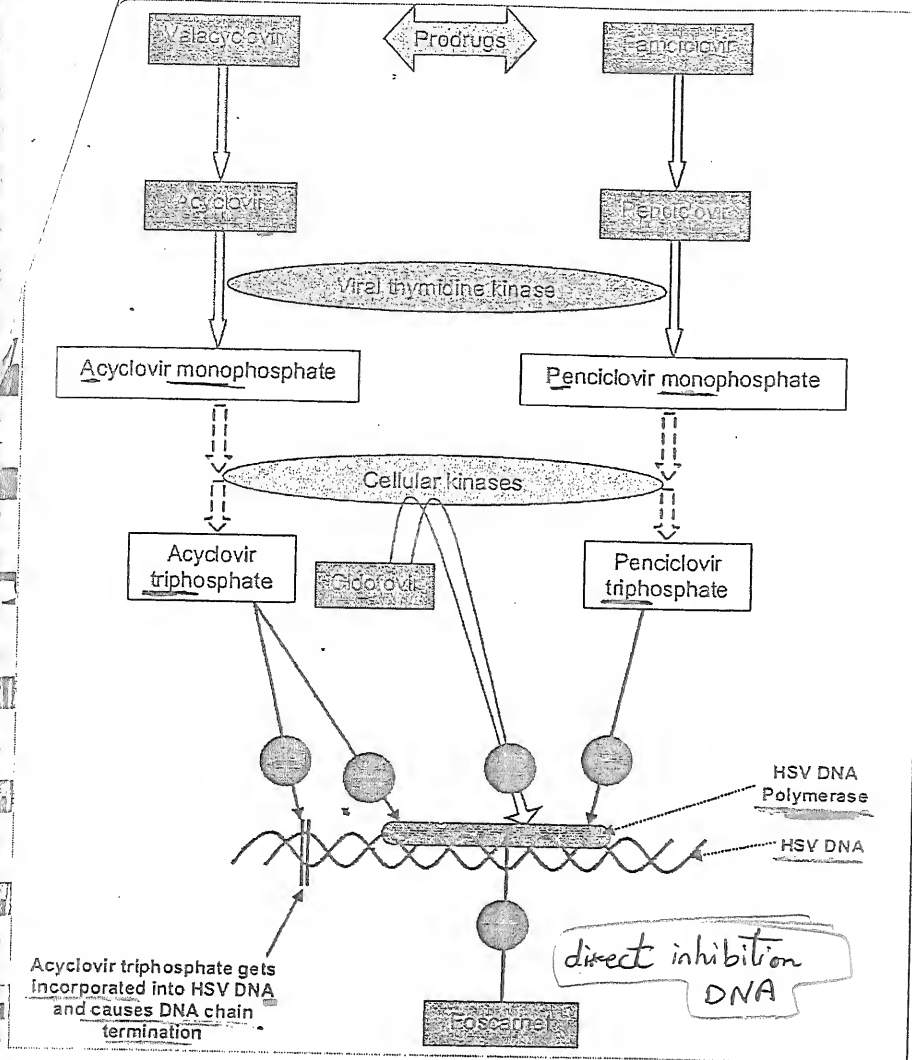 Valacyclovir
Prodrugs
Famciclovir
Acyclovir
Penciclovir
Viral thymidine kinase
Acyclovir monophosphate
Penciclovir monophosphate
Cellular kinases
Acyclovir
triphosphate
Cidofovir
Penciclovir
triphosphate
HSV DNA
Polymerase
HSV DNA
Acyclovir triphosphate gets
incorporated into HSV DNA
and causes DNA chain
termination
direct inhibition
DNA
Foscarnet